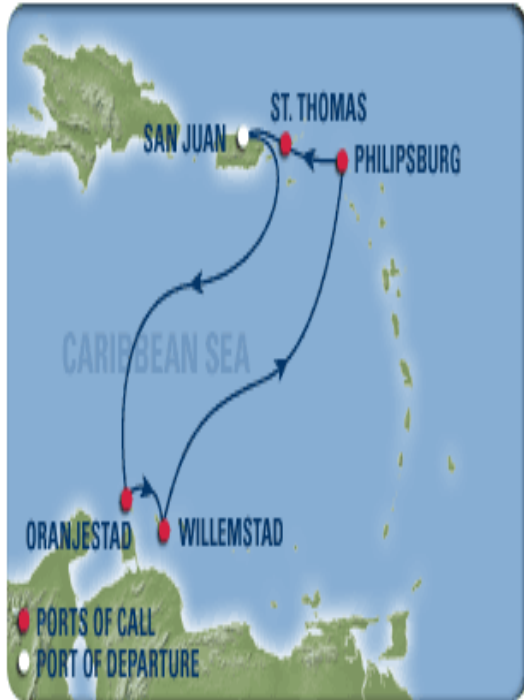 ST. THOMAS
SAN JUAN
PHILIPSBURG
CARIBBEAN SEA
ORANJESTAD
WILLEMSTAD
PORTS OF CALL
PORT OF DEPARTURE